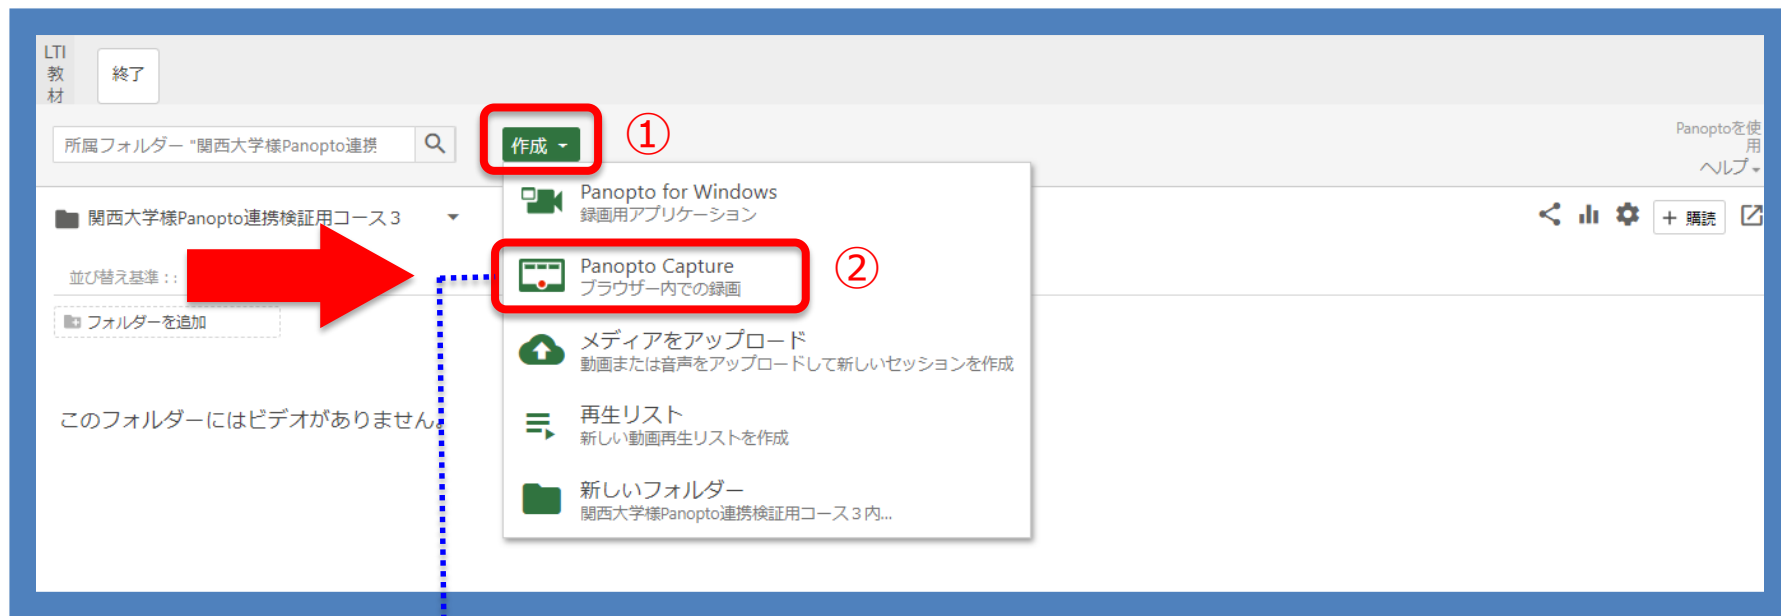 LTI
教
材
終了
所属フォルダー "関西大学様Panopto連携
作成
①
Panoptoを使
用
ヘルプ
Panopto for Windows
録画用アプリケーション
関西大学様Panopto連携検証用コース３
+ 購読
Panopto Capture
ブラウザー内での録画
②
並び替え基準 : :
フォルダーを追加
メディアをアップロード
動画または音声をアップロードして新しいセッションを作成
このフォルダーにはビデオがありません。
再生リスト
新しい動画再生リストを作成
新しいフォルダー
関西大学様Panopto連携検証用コース３内...